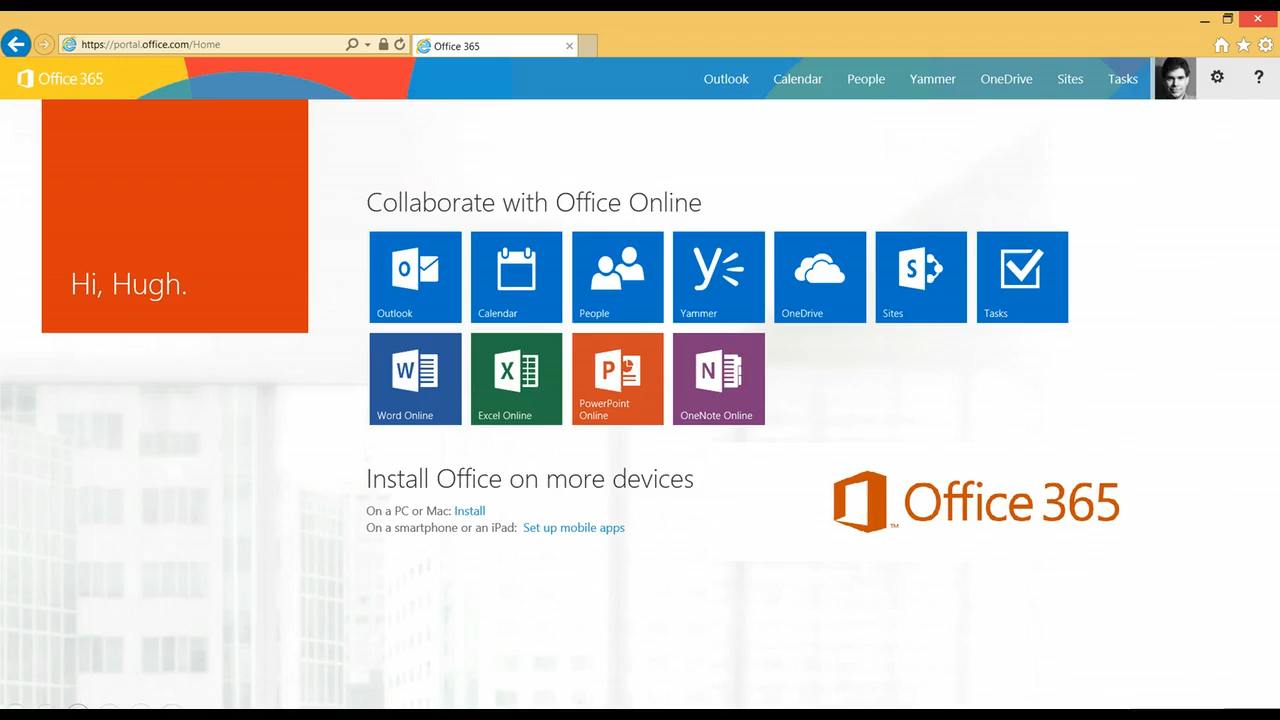 https://portal.office.com/Home
Office 365
Office 365
Outlook Calendar People Yammer OneDrive Sites Tasks
?
Hi, Hugh.
Collaborate with Office Online
Outlook
Calendar
People
Yammer
OneDrive
Sites
Tasks
Word Online
Excel Online
PowerPoint
Online
OneNote Online
Install Office on more devices
On a PC or Mac: Install
On a smartphone or an iPad: Set up mobile apps
Office 365